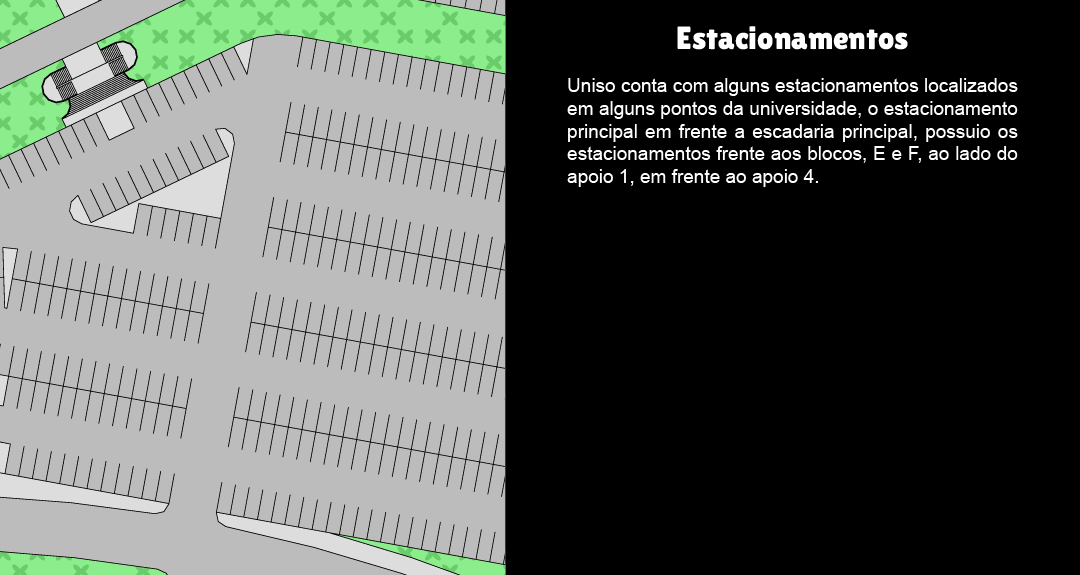 Estacionamentos
Uniso conta com alguns estacionamentos localizados
em alguns pontos da universidade, o estacionamento
principal em frente a escadaria principal, possuio os
estacionamentos frente aos blocos, E e F, ao lado do
apoio 1, em frente ao apoio 4.